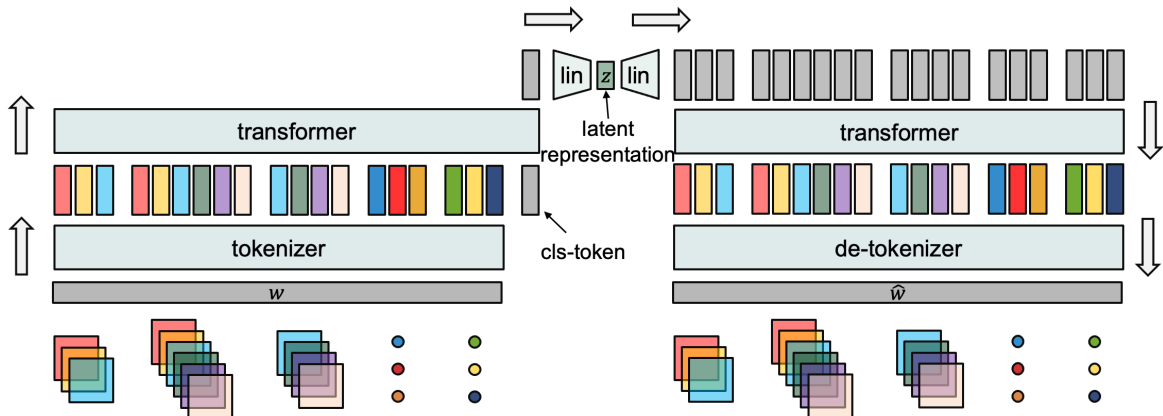 lin z lin
transformer
latent
representation
transformer
tokenizer
cls-token
de-tokenizer
w
ŵ